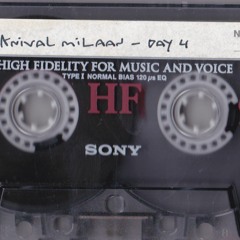 Arrival milaan - DAY 4
N
HIGH FIDELITY FOR MUSIC AND VOICE
TYPE I NORMAL BIAS 120 μs EQ
HF
SONY